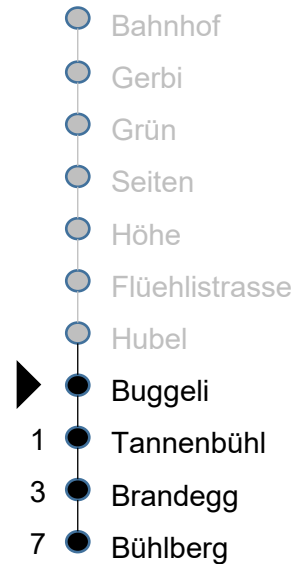 Bahnhof
Gerbi
Grün
Seiten
Höhe
Flüehlistrasse
Hubel
Buggeli
1 Tannenbühl
3 Brandegg
7 Bühlberg